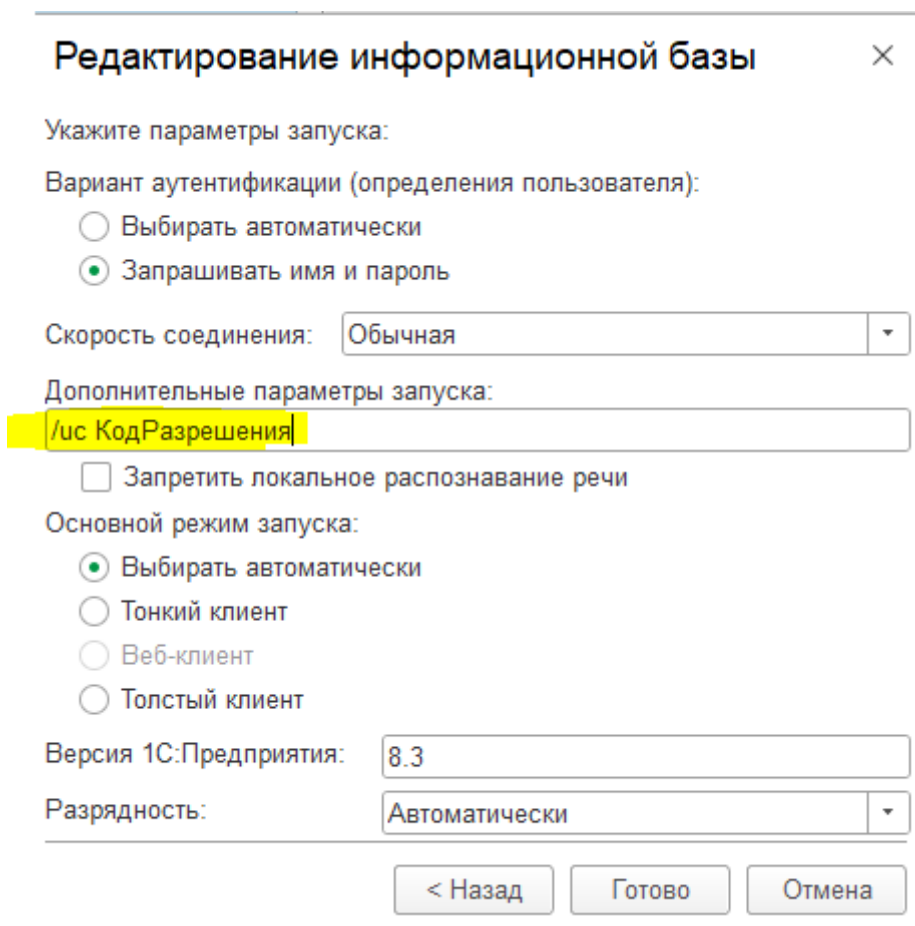 Редактирование информационной базы
Укажите параметры запуска:
Вариант аутентификации (определения пользователя):
Выбирать автоматически
Запрашивать имя и пароль
Скорость соединения: Обычная
Дополнительные параметры запуска:
/uc КодРазрешения
Запретить локальное распознавание речи
Основной режим запуска:
Выбирать автоматически
Тонкий клиент
Веб-клиент
Толстый клиент
Версия 1С:Предприятия: 8.3
Разрядность: Автоматически
< Назад Готово Отмена